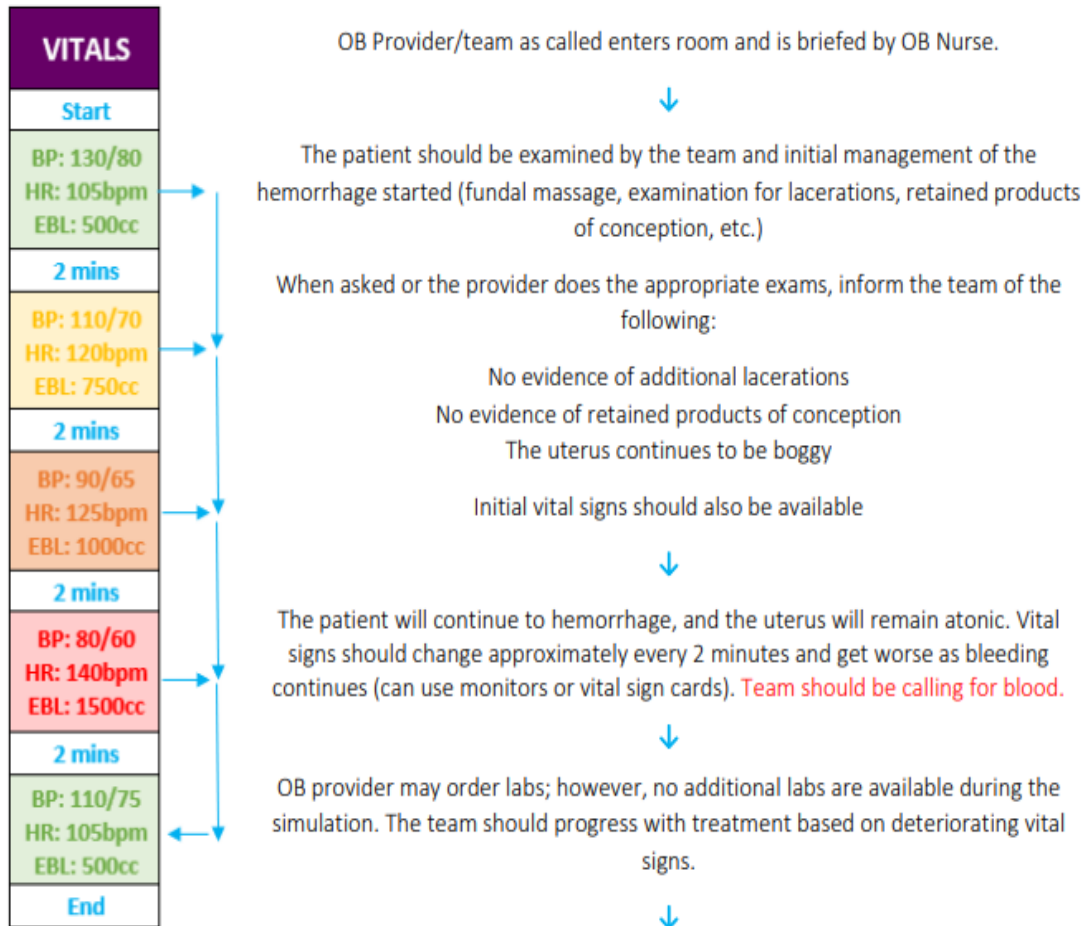 VITALS
Start
BP: 130/80
HR: 105bpm
EBL: 500cc
2 mins
BP: 110/70
HR: 120bpm
EBL: 750cc
2 mins
BP: 90/65
HR: 125bpm
EBL: 1000cc
2 mins
BP: 80/60
HR: 140bpm
EBL: 1500cc
2 mins
BP: 110/75
HR: 105bpm
EBL: 500cc
End
OB Provider/team as called enters room and is briefed by OB Nurse.
The patient should be examined by the team and initial management of the
hemorrhage started (fundal massage, examination for lacerations, retained products
of conception, etc.)
When asked or the provider does the appropriate exams, inform the team of the
following:
No evidence of additional lacerations
No evidence of retained products of conception
The uterus continues to be boggy
Initial vital signs should also be available
The patient will continue to hemorrhage, and the uterus will remain atonic. Vital
signs should change approximately every 2 minutes and get worse as bleeding
continues (can use monitors or vital sign cards). Team should be calling for blood.
OB provider may order labs; however, no additional labs are available during the
simulation. The team should progress with treatment based on deteriorating vital
signs.